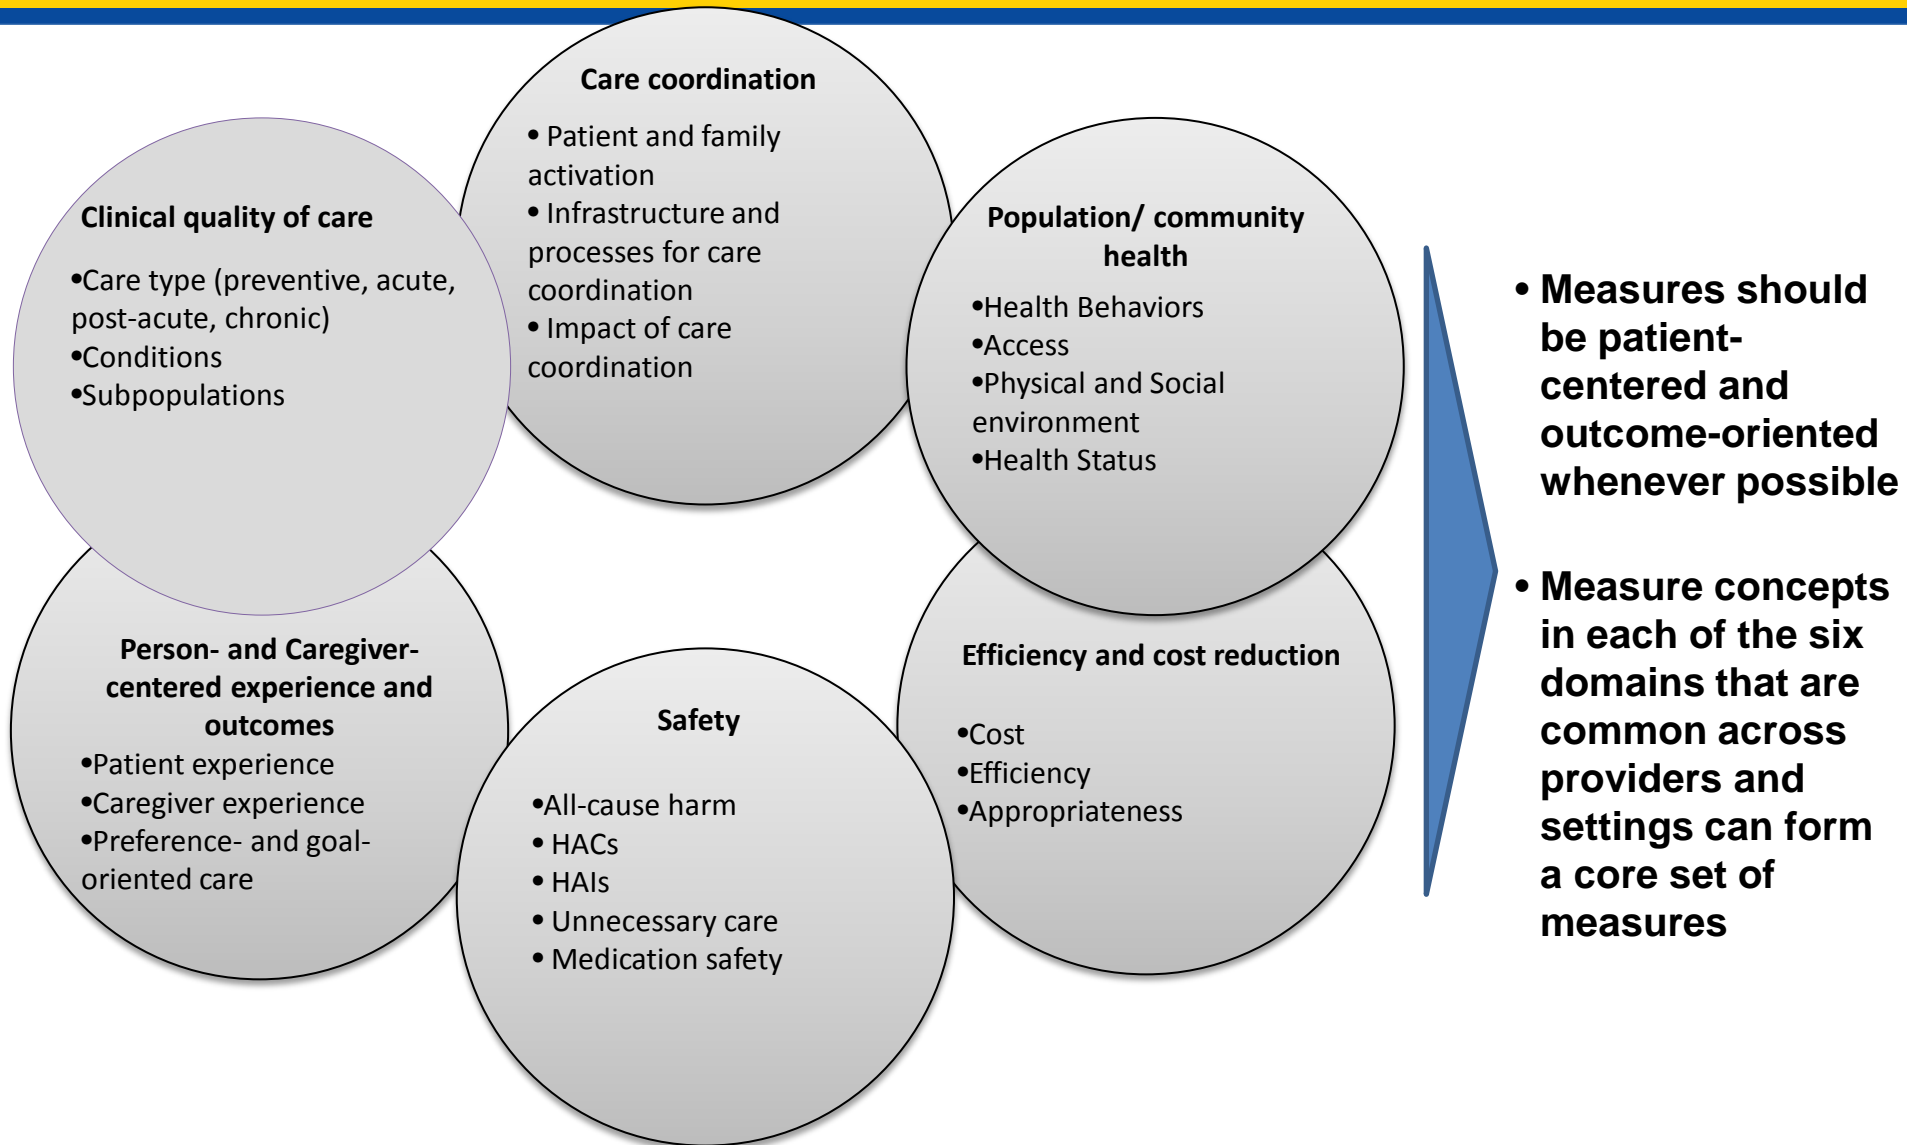 Care coordination
• Patient and family
activation
• Infrastructure and
processes for care
coordination
• Impact of care
coordination
Clinical quality of care
•Care type (preventive, acute,
post-acute, chronic)
•Conditions
•Subpopulations
Population/ community
health
•Health Behaviors
•Access
•Physical and Social
environment
•Health Status
Person- and Caregiver-
centered experience and
outcomes
•Patient experience
•Caregiver experience
•Preference- and goal-
oriented care
Safety
•All-cause harm
• HACs
• HAIs
• Unnecessary care
• Medication safety
Efficiency and cost reduction
•Cost
•Efficiency
•Appropriateness
• Measures should
be patient-
centered and
outcome-oriented
whenever possible
• Measure concepts
in each of the six
domains that are
common across
providers and
settings can form
a core set of
measures